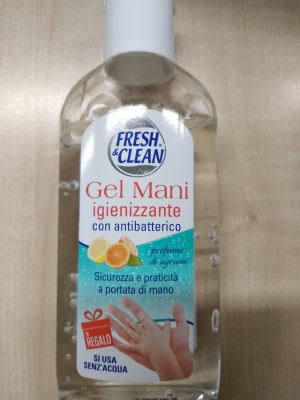 FRESH
& CLEAN®
Gel Mani
igienizzante
con antibatterico
profumo
di agrumi
Sicurezza e praticità
a portata di mano
IN
REGALO
SI USA
SENZ'ACQUA